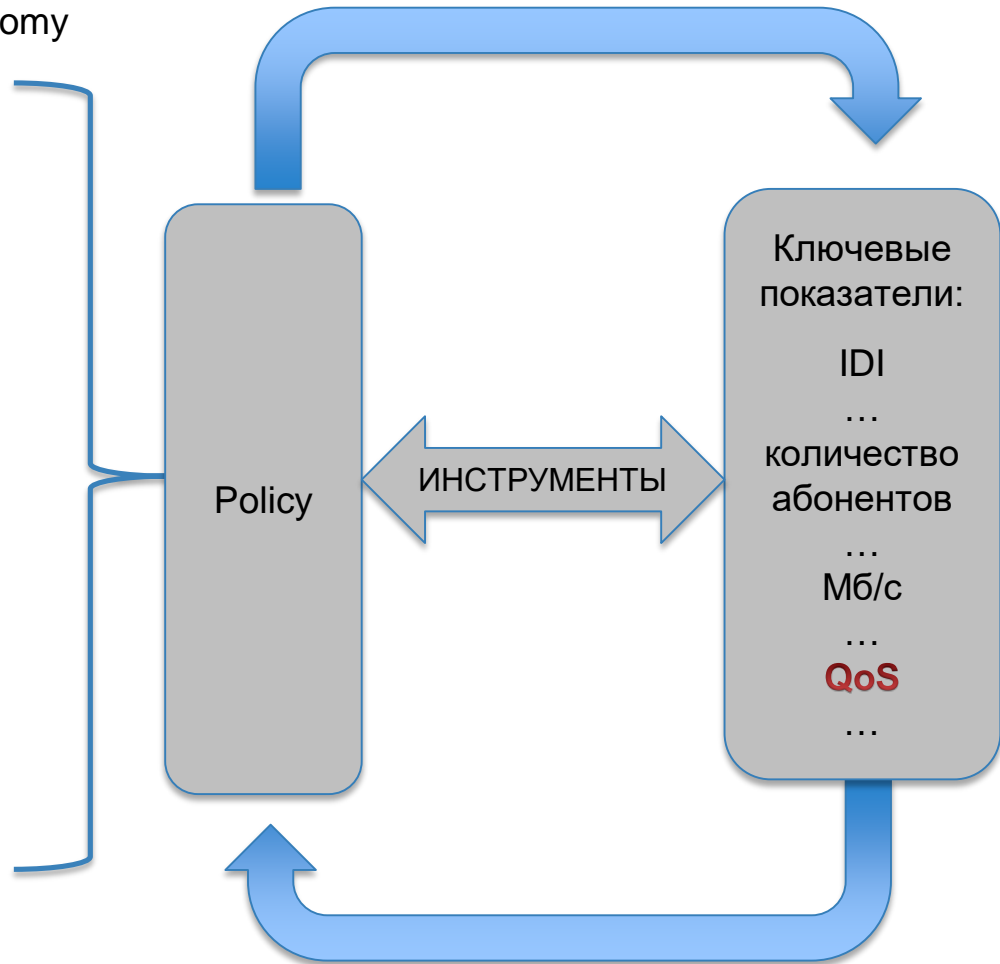 Ключевые
показатели:
IDI
…
количество
абонентов
…
Мб/с
…
QoS
…
Policy
ИНСТРУМЕНТЫ